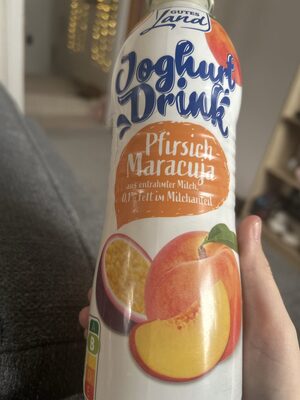 GUTES
Land
Joghurt
Drink
Pfirsich
Maracuja
aus entrahmter Milch,
0,1% Fett im Milchanteil
A
B